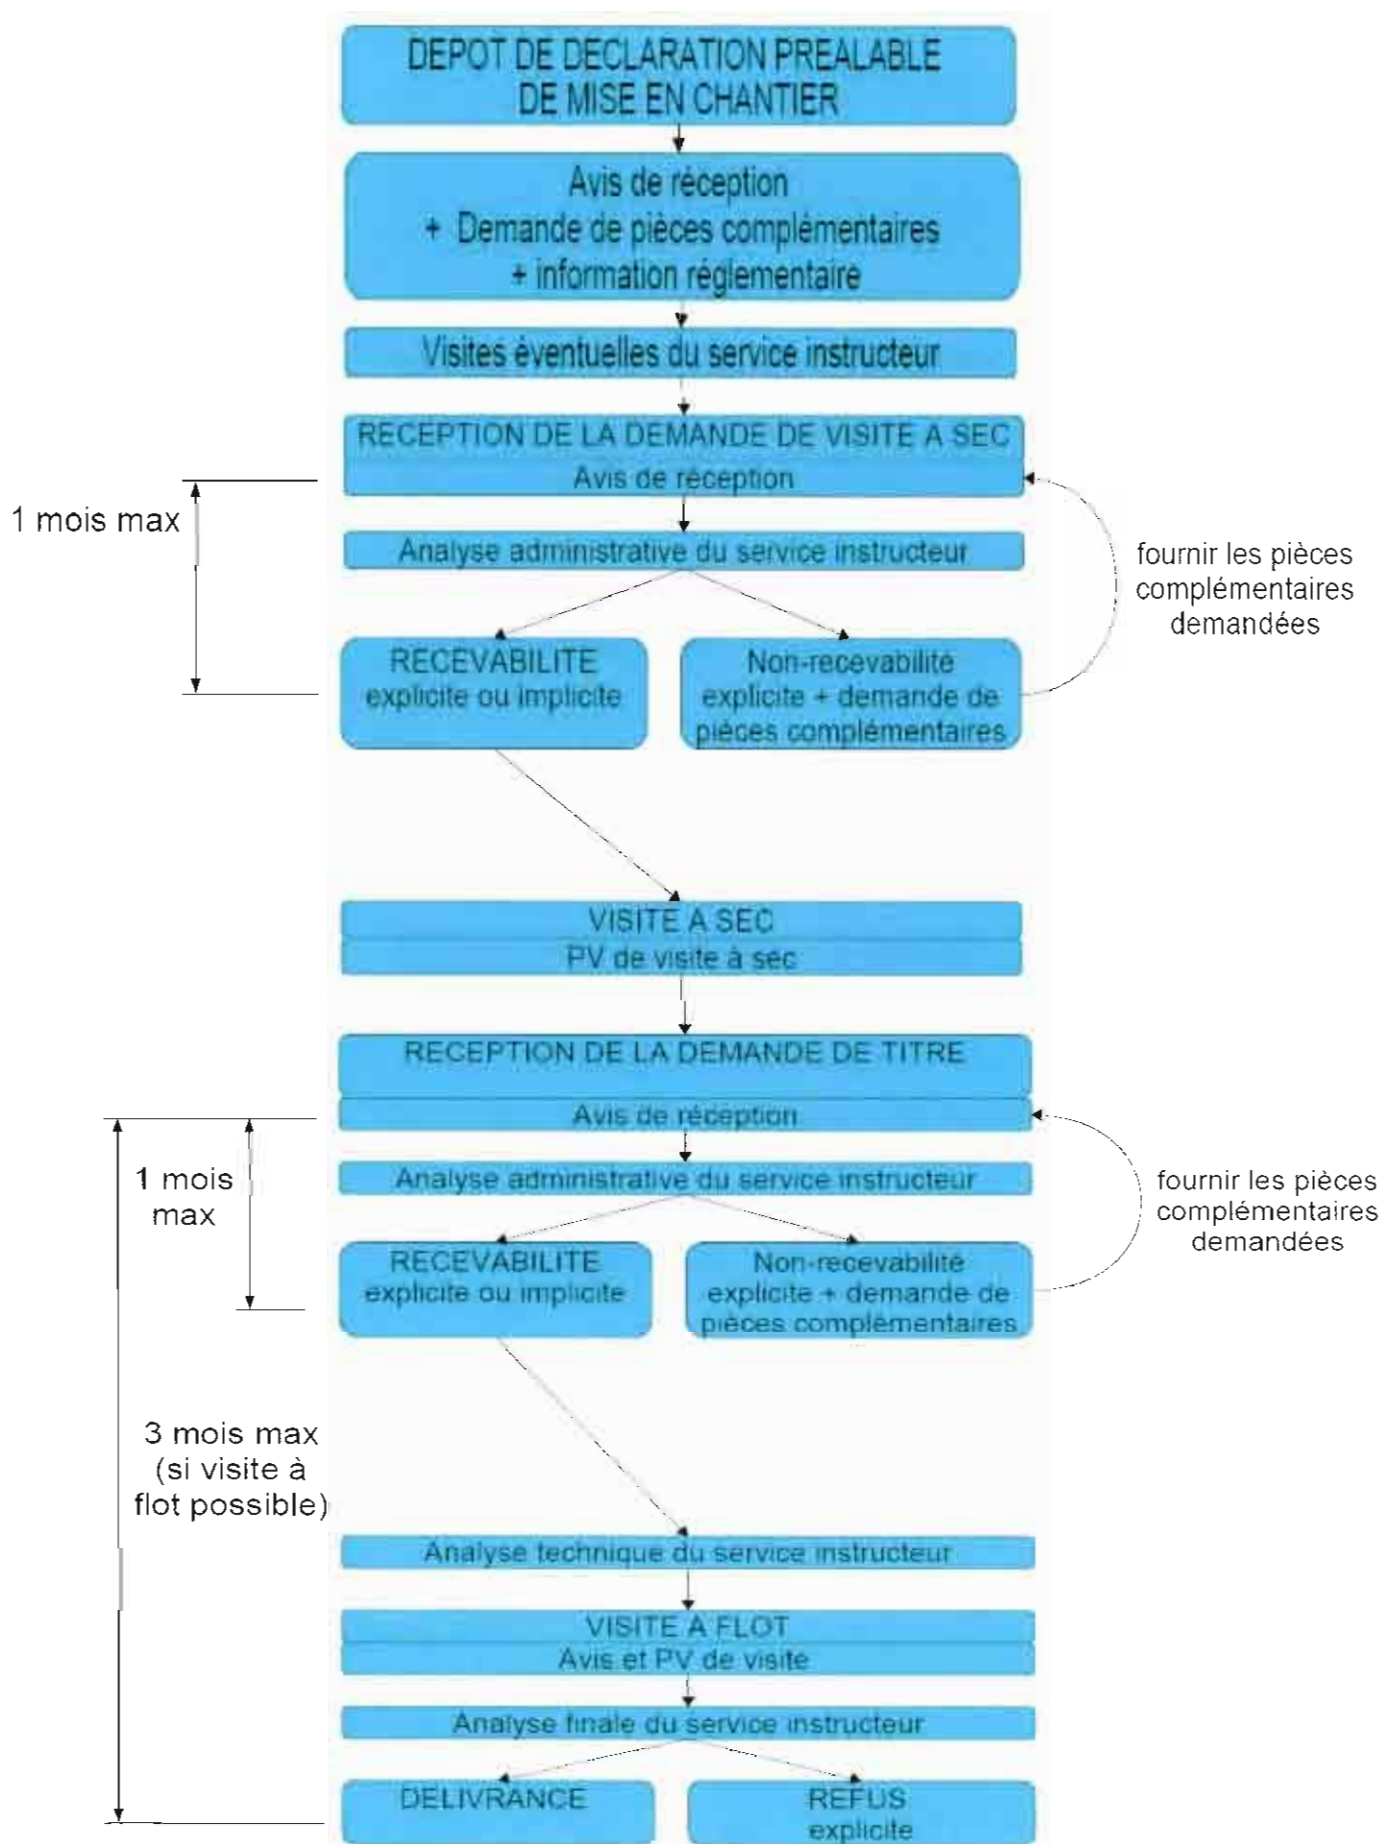 DEPOT DE DECLARATION PREALABLE
DE MISE EN CHANTIER
Avis de réception
+ Demande de pièces complémentaires
+ information réglementaire
Visites éventuelles du service instructeur
RECEPTION DE LA DEMANDE DE VISITE A SEC
Avis de réception
1 mois max
Analyse administrative du service instructeur
fournir les pièces
complémentaires
demandées
RECEVABILITE
explicite ou implicite
Non-recevabilité
explicite + demande de
pièces complémentaires
VISITE A SEC
PV de visite à sec
RECEPTION DE LA DEMANDE DE TITRE
Avis de réception
1 mois
max
Analyse administrative du service instructeur
fournir les pièces
complémentaires
demandées
RECEVABILITE
explicite ou implicite
Non-recevabilité
explicite + demande de
pièces complémentaires
3 mois max
(si visite à
flot possible)
Analyse technique du service instructeur
VISITE A FLOT
Avis et PV de visite
Analyse finale du service instructeur
DELIVRANCE
REFUS
explicite